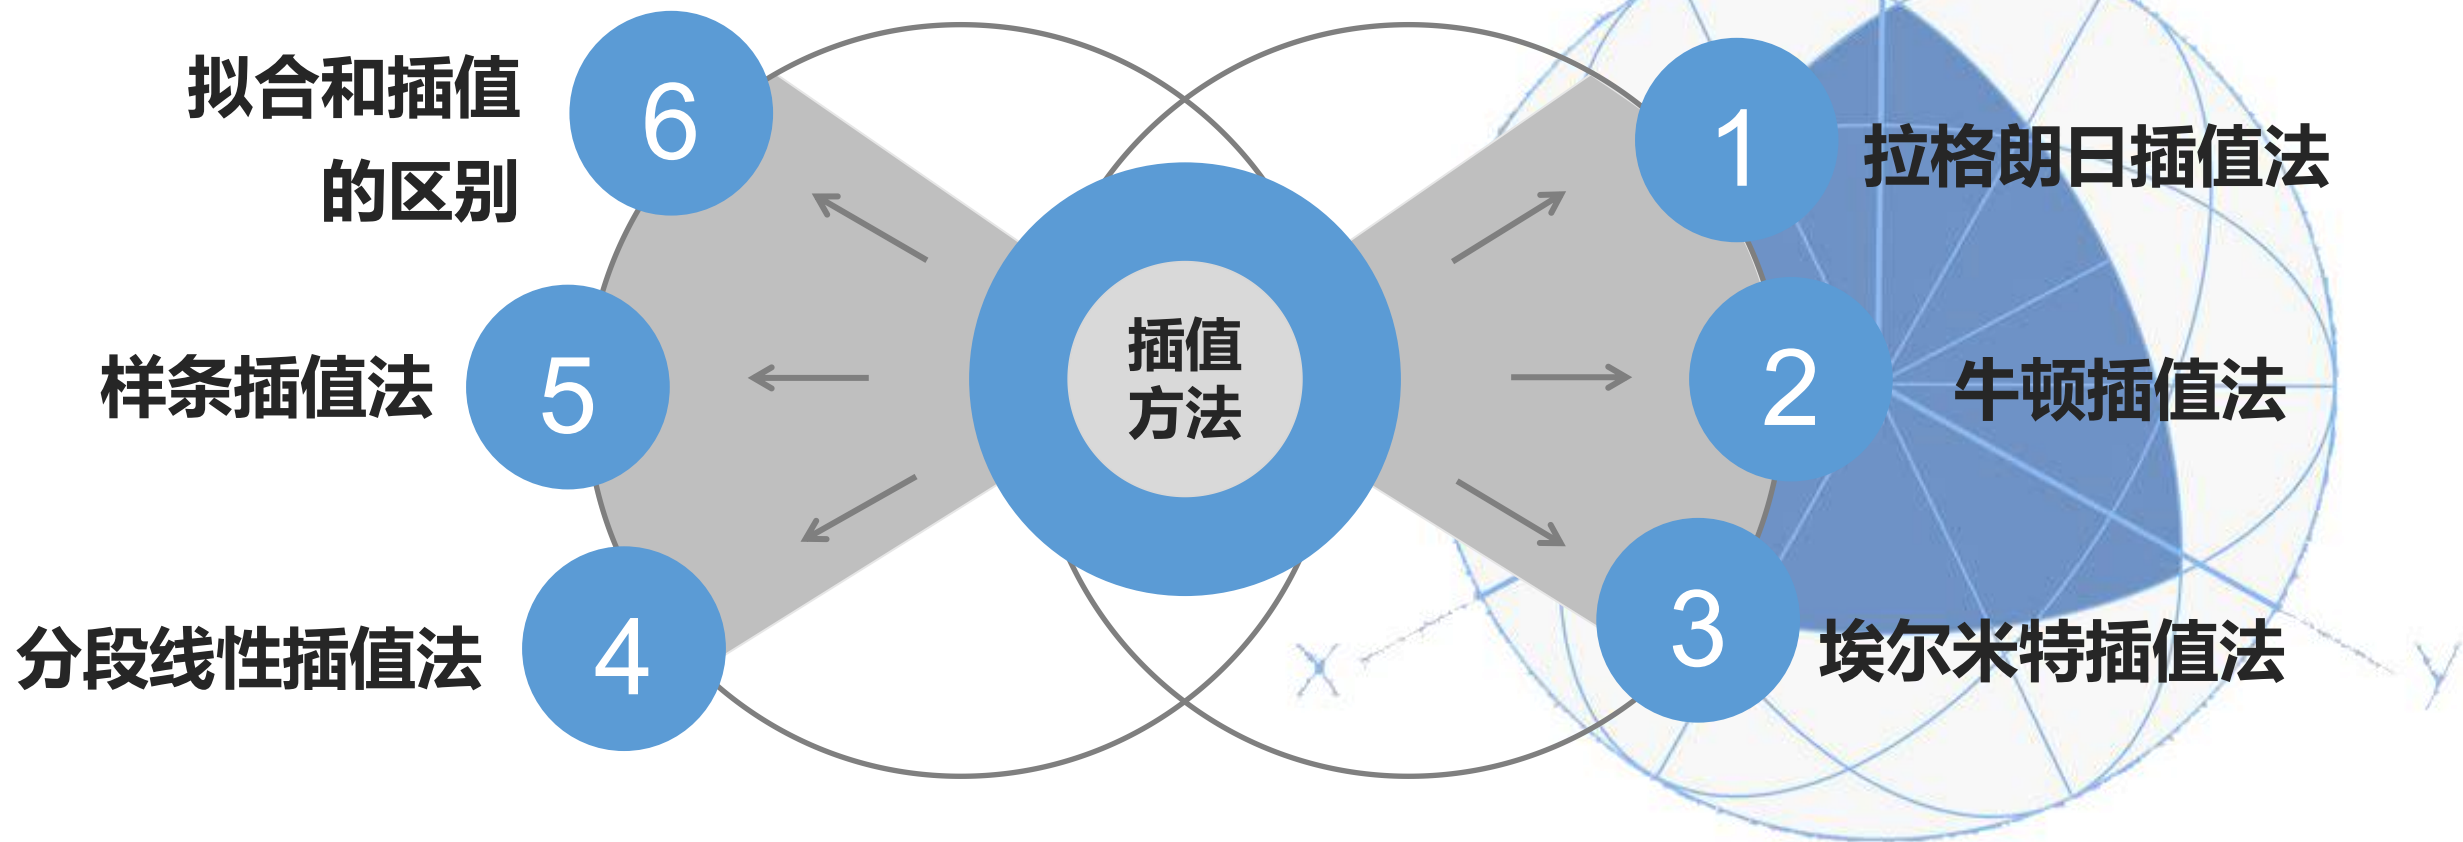 插值
方法
1
拉格朗日插值法
2
牛顿插值法
3
埃尔米特插值法
4
分段线性插值法
5
样条插值法
6
拟合和插值
的区别
X
Y